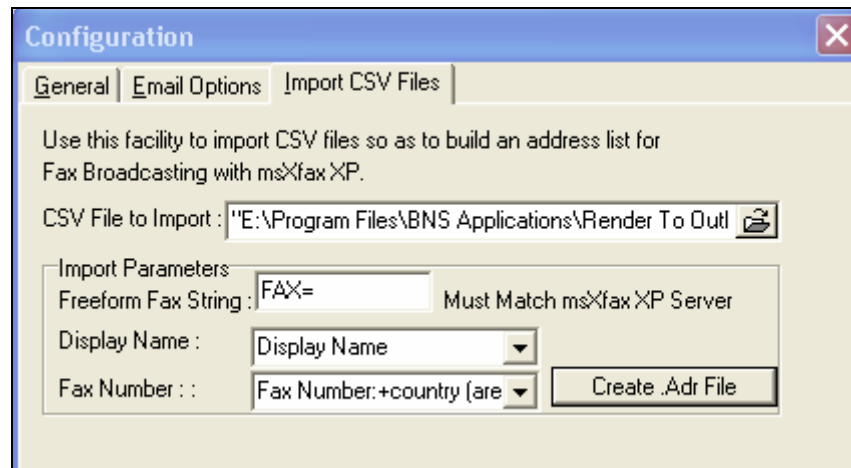 Configuration
General Email Options Import CSV Files
Use this facility to import CSV files so as to build an address list for
Fax Broadcasting with msXfax XP.
CSV File to Import : "E:\Program Files\BNS Applications\Render To Outl
Import Parameters
Freeform Fax String : FAX= Must Match msXfax XP Server
Display Name : Display Name
Fax Number : : Fax Number:+country (are Create .Adr File